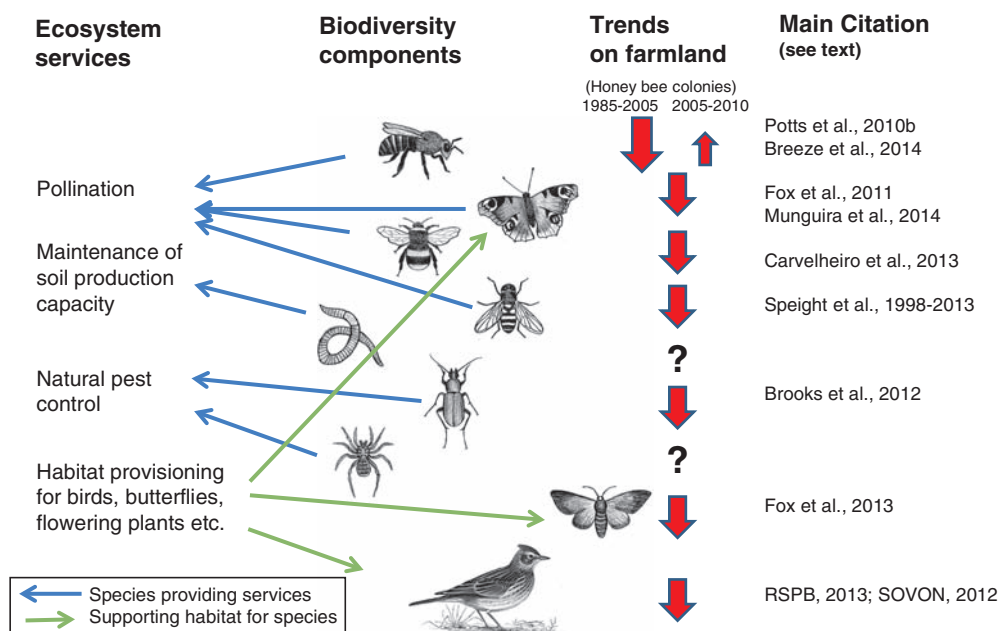 Ecosystem
services
Biodiversity
components
Trends
on farmland
Main Citation
(see text)
(Honey bee colonies)
1985-2005 2005-2010
Potts et al., 2010b
Breeze et al., 2014
Pollination
Fox et al., 2011
Munguira et al., 2014
Maintenance of
soil production
capacity
Carvelheiro et al., 2013
Speight et al., 1998-2013
?
Natural pest
control
Brooks et al., 2012
?
Habitat provisioning
for birds, butterflies,
flowering plants etc.
Fox et al., 2013
Species providing services
Supporting habitat for species
RSPB, 2013; SOVON, 2012